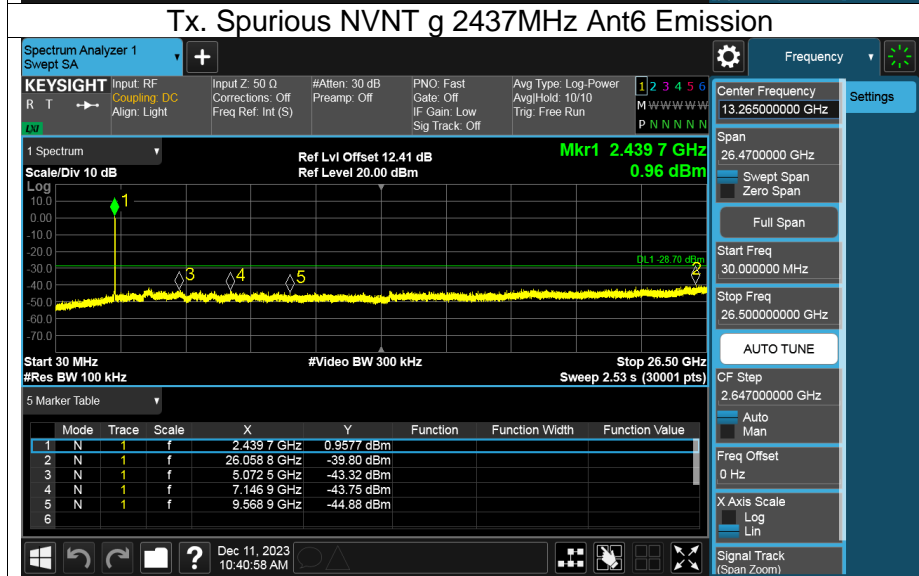 Tx. Spurious NVNT g 2437MHz Ant6 Emission
Spectrum Analyzer 1
Swept SA
+
Frequency
KEYSIGHT
R T
LXI
Input: RF
Coupling: DC
Align: Light
Input Z: 50 Ω
Corrections: Off
Freq Ref: Int (S)
#Atten: 30 dB
Preamp: Off
PNO: Fast
Gate: Off
IF Gain: Low
Sig Track: Off
Avg Type: Log-Power
Avg|Hold: 10/10
Trig: Free Run
1 2 3 4 5 6
M W W W W W
P N N N N N
1 Spectrum
Scale/Div 10 dB
Ref Lvl Offset 12.41 dB
Ref Level 20.00 dBm
Mkr1 2.439 7 GHz
0.96 dBm
Log
10.0
0.00
-10.0
-20.0
-30.0
-40.0
-50.0
-60.0
-70.0
1
3
4
5
2
DL1 -28.70 dBm
Start 30 MHz
#Res BW 100 kHz
#Video BW 300 kHz
Stop 26.50 GHz
Sweep 2.53 s (30001 pts)
5 Marker Table
Mode Trace Scale X Y Function Function Width Function Value
1 N 1 f 2.439 7 GHz 0.9577 dBm
2 N 1 f 26.058 8 GHz -39.80 dBm
3 N 1 f 5.072 5 GHz -43.32 dBm
4 N 1 f 7.146 9 GHz -43.75 dBm
5 N 1 f 9.568 9 GHz -44.88 dBm
6
?
Dec 11, 2023
10:40:58 AM
Center Frequency
13.265000000 GHz
Settings
Span
26.4700000 GHz
Swept Span
Zero Span
Full Span
Start Freq
30.000000 MHz
Stop Freq
26.500000000 GHz
AUTO TUNE
CF Step
2.647000000 GHz
Auto
Man
Freq Offset
0 Hz
X Axis Scale
Log
Lin
Signal Track
(Span Zoom)